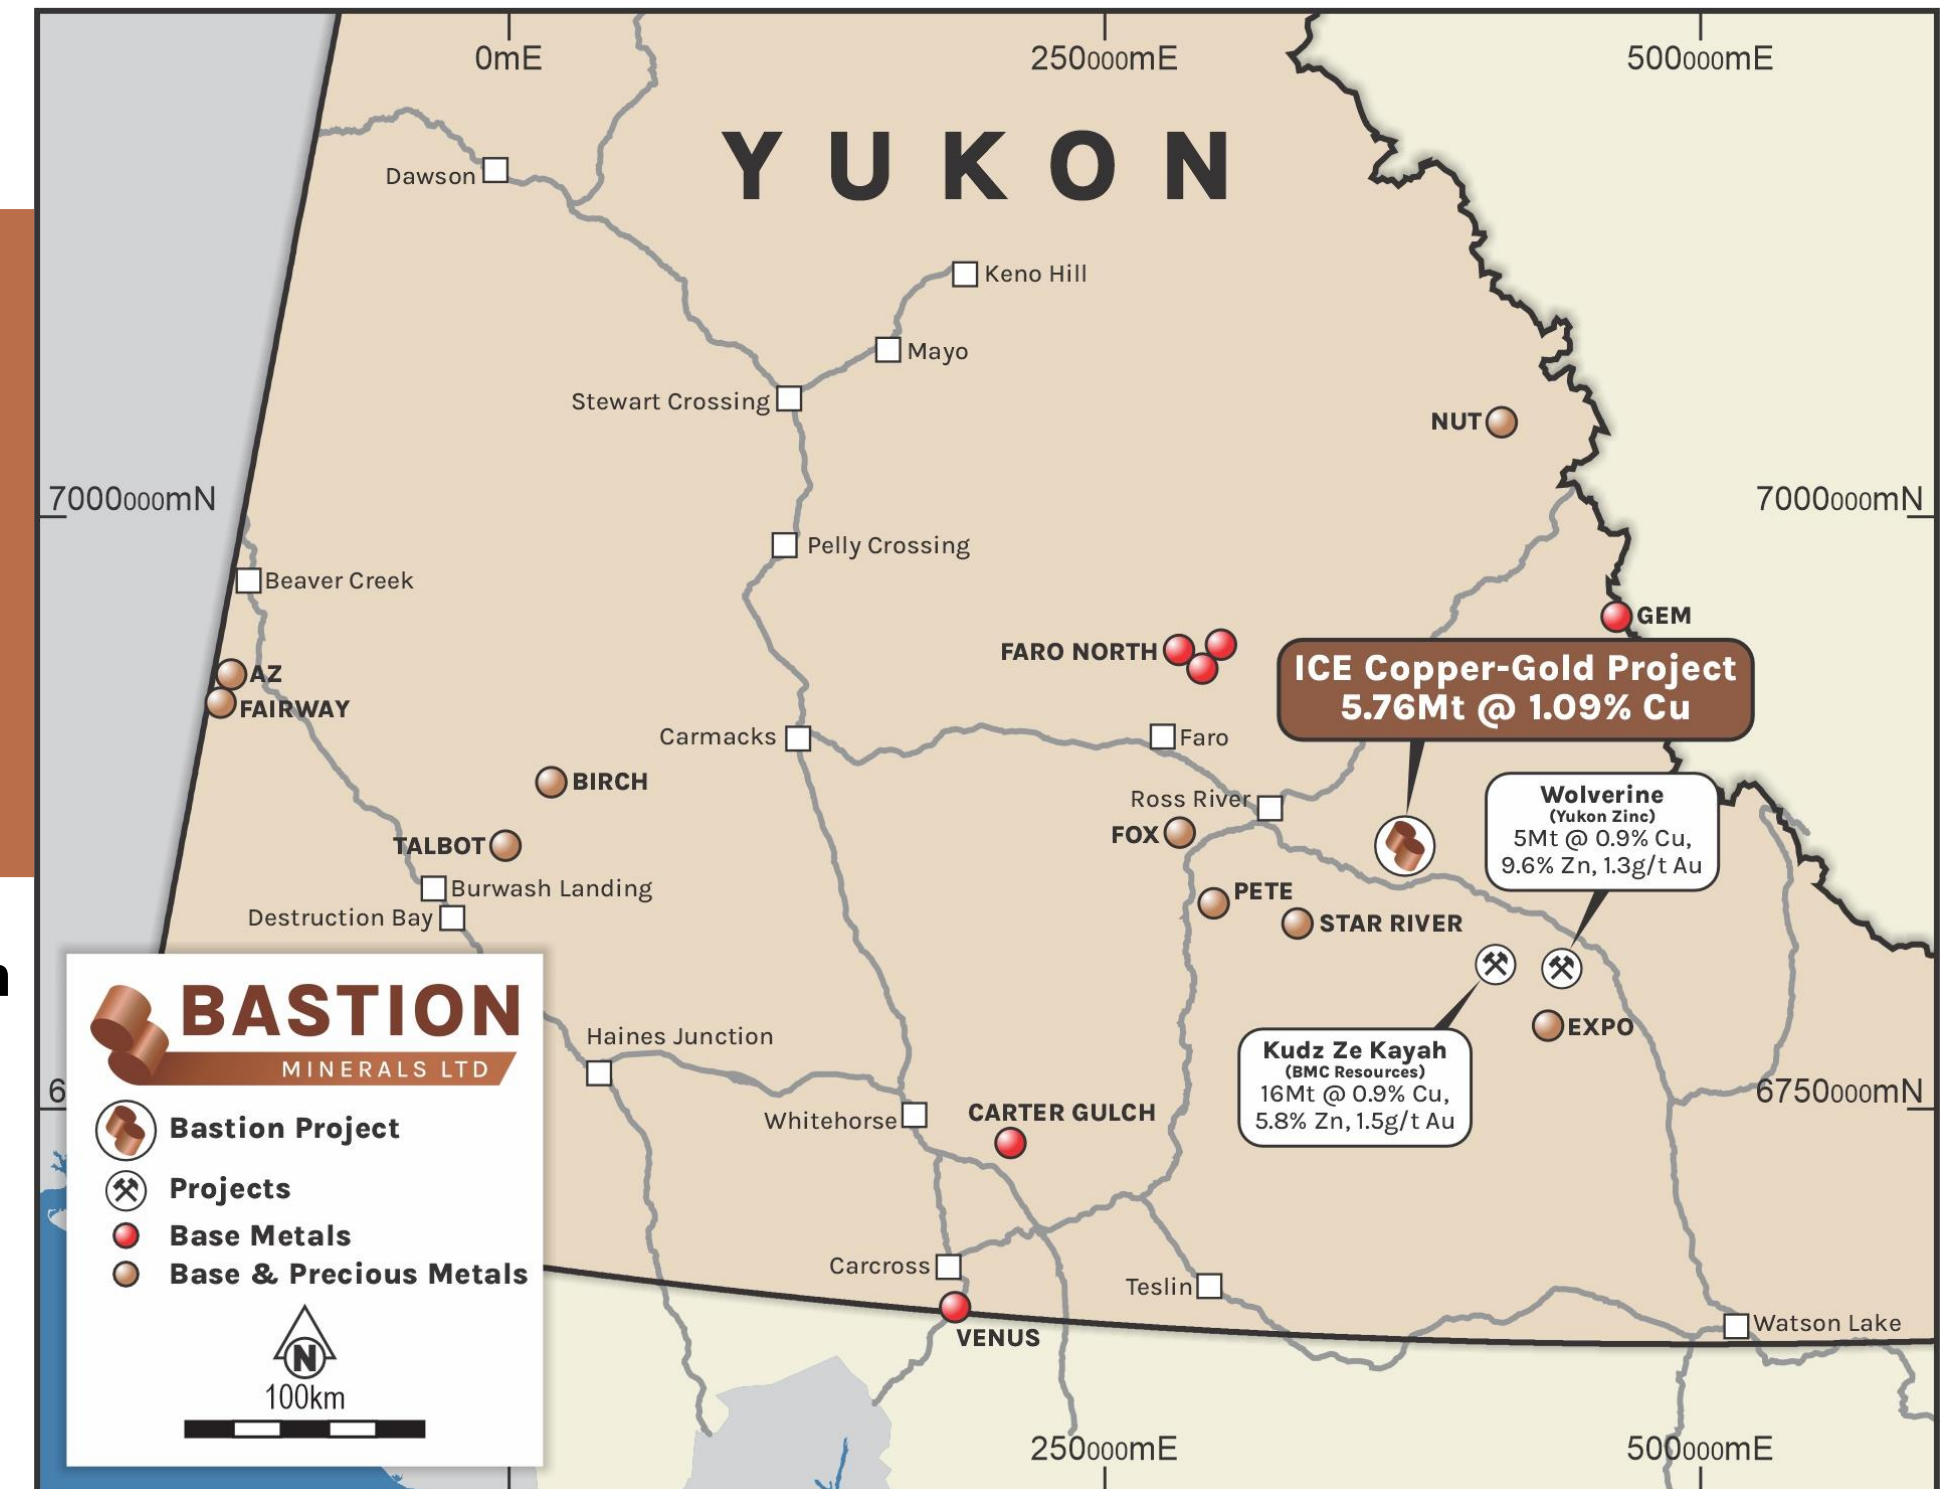 0mE
250000mE
500000mE
YUKON
Dawson
Keno Hill
Mayo
Stewart Crossing
NUT
7000000mN
7000000mN
Pelly Crossing
Beaver Creek
GEM
FARO NORTH
ICE Copper-Gold Project
5.76Mt @ 1.09% Cu
AZ
FAIRWAY
Carmacks
Faro
BIRCH
Ross River
Wolverine
(Yukon Zinc)
5Mt @ 0.9% Cu,
9.6% Zn, 1.3g/t Au
FOX
TALBOT
Burwash Landing
Destruction Bay
PETE
STAR RIVER
EXPO
Haines Junction
Kudz Ze Kayah
(BMC Resources)
16Mt @ 0.9% Cu,
5.8% Zn, 1.5g/t Au
6
6750000mN
Whitehorse
CARTER GULCH
Carcross
Teslin
VENUS
Watson Lake
BASTION
MINERALS LTD
Bastion Project
Projects
Base Metals
Base & Precious Metals
N
100km
250000mE
500000mE